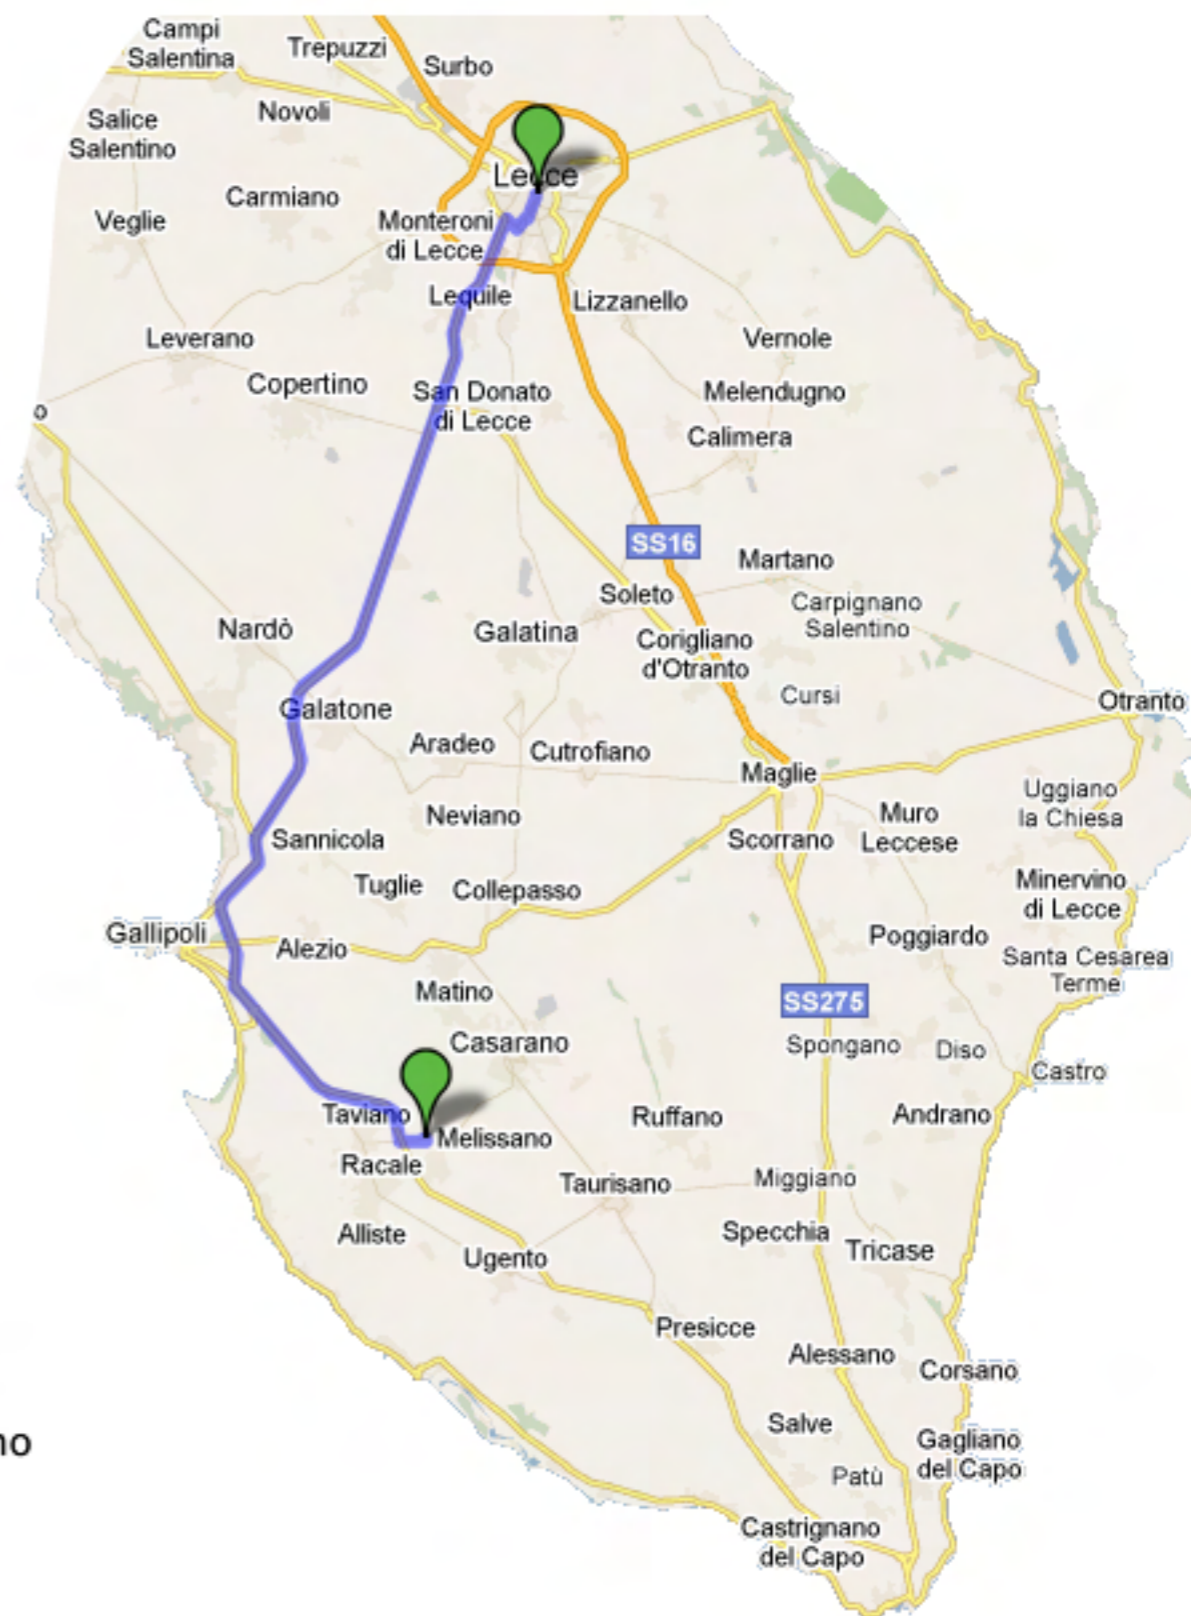 Campi
Salentina
Trepuzzi
Surbo
Novoli
Salice
Salentino
Lecce
Carmiano
Veglie
Monteroni
di Lecce
Lequile
Lizzanello
Leverano
Vernole
Copertino
San Donato
di Lecce
Melendugno
o
Calimera
SS16
Martano
Soleto
Carpignano
Salentino
Nardò
Galatina
Corigliano
d'Otranto
Cursi
Otranto
Galatone
Aradeo
Cutrofiano
Maglie
Uggiano
la Chiesa
Neviano
Muro
Leccese
Sannicola
Scorrano
Tuglie
Collepasso
Minervino
di Lecce
Gallipoli
Alezio
Poggiardo
Santa Cesarea
Terme
Matino
SS275
Casarano
Spongano
Diso
Castro
Taviano
Ruffano
Andrano
Melissano
Racale
Taurisano
Miggiano
Alliste
Specchia
Tricase
Ugento
Presicce
Alessano
Corsano
Salve
no
Gagliano
del Capo
Patù
Castrignano
del Capo